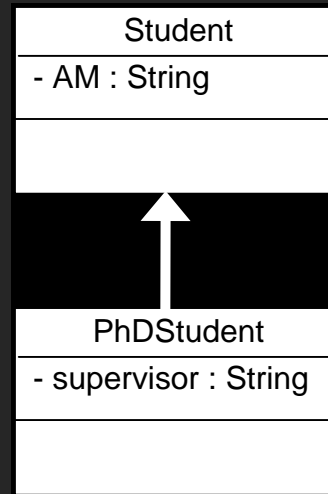 Student
- AM : String
PhDStudent
- supervisor : String